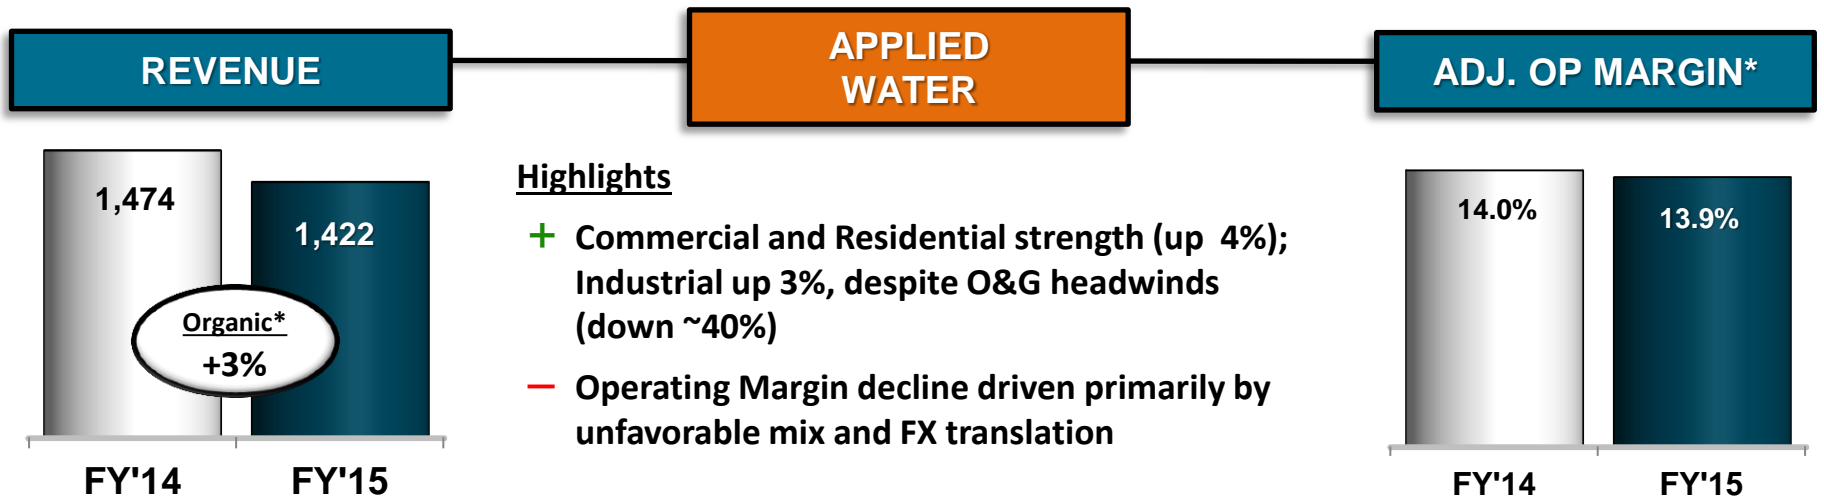 REVENUE
APPLIED
WATER
ADJ. OP MARGIN*
1,474
1,422
Organic*
+3%
FY'14
FY'15
Highlights
+ Commercial and Residential strength (up 4%);
Industrial up 3%, despite O&G headwinds
(down ~40%)
− Operating Margin decline driven primarily by
unfavorable mix and FX translation
14.0%
13.9%
FY'14
FY'15